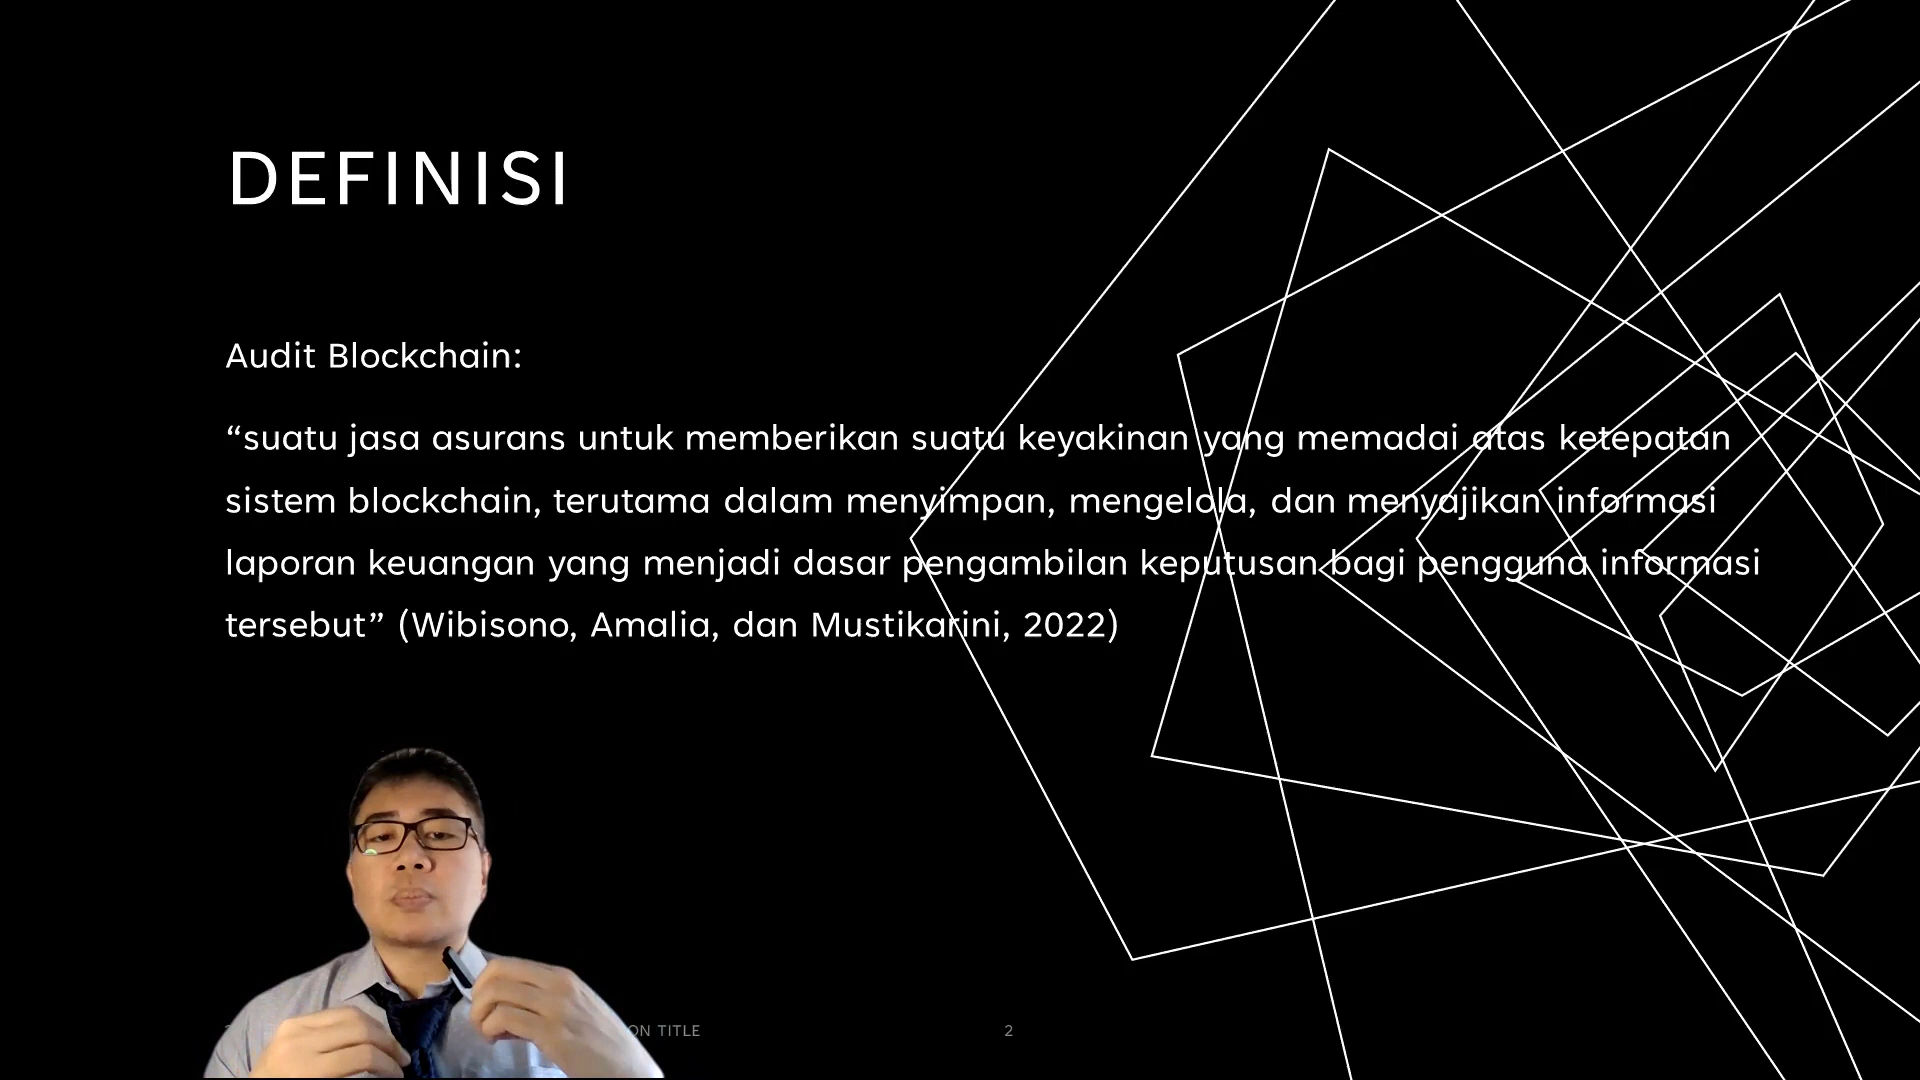 DEFINISI
Audit Blockchain:
“suatu jasa asurans untuk memberikan suatu keyakinan yang memadai atas ketepatan
sistem blockchain, terutama dalam menyimpan, mengelola, dan menyajikan informasi
laporan keuangan yang menjadi dasar pengambilan keputusan bagi pengguna informasi
tersebut” (Wibisono, Amalia, dan Mustikarini, 2022)
TITLE
2